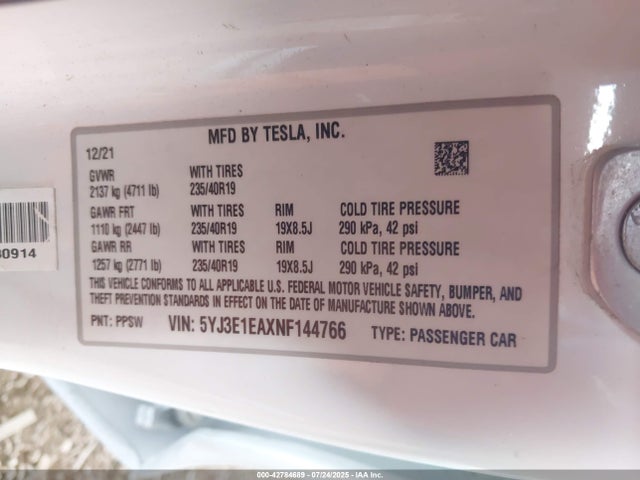 MFD BY TESLA, INC.
12/21
GVWR WITH TIRES
2137 kg (4711 lb) 235/40R19
GAWR FRT WITH TIRES RIM COLD TIRE PRESSURE
1110 kg (2447 lb) 235/40R19 19X8.5J 290 kPa, 42 psi
GAWR RR WITH TIRES RIM COLD TIRE PRESSURE
1257 kg (2771 lb) 235/40R19 19X8.5J 290 kPa, 42 psi
THIS VEHICLE CONFORMS TO ALL APPLICABLE U.S. FEDERAL MOTOR VEHICLE SAFETY, BUMPER, AND
THEFT PREVENTION STANDARDS IN EFFECT ON THE DATE OF MANUFACTURE SHOWN ABOVE.
PNT: PPSW VIN: 5YJ3E1EAXNF144766 TYPE: PASSENGER CAR
0914
000-42784689 - 07/24/2025 - IAA Inc.